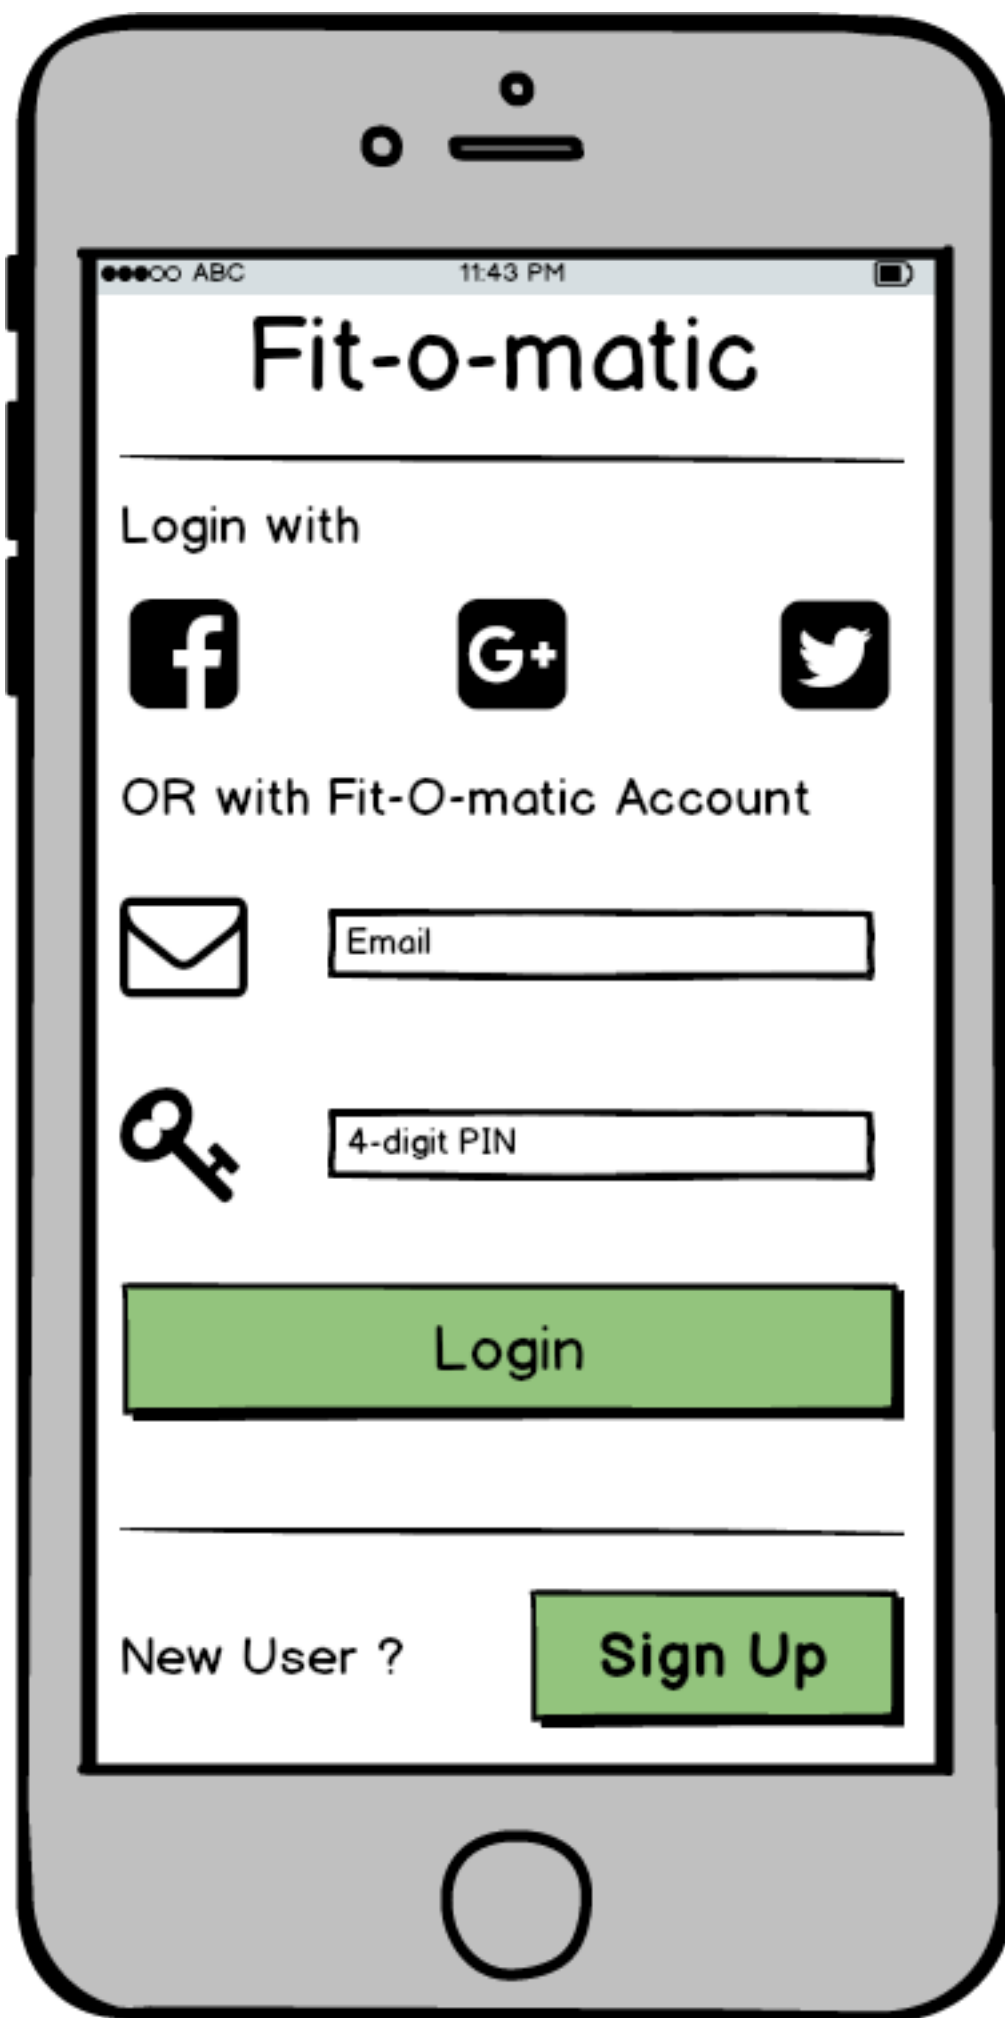 ABC 11:43 PM
Fit-o-matic
Login with
f G+
OR with Fit-O-matic Account
Email
4-digit PIN
Login
New User ? Sign Up